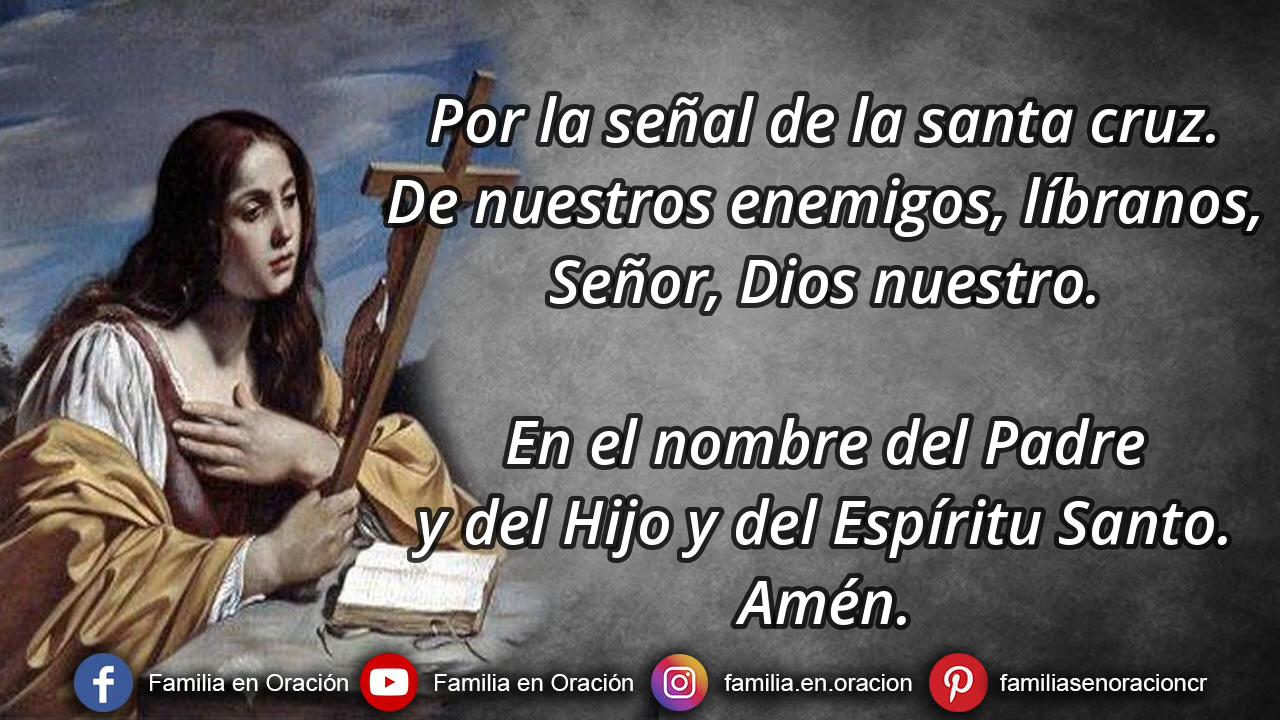 Por la señal de la santa cruz.
De nuestros enemigos, líbranos,
Señor, Dios nuestro.
En el nombre del Padre
y del Hijo y del Espíritu Santo.
Amén.
Familia en Oración
Familia en Oración
familia.en.oracion
familiasenoracioncr